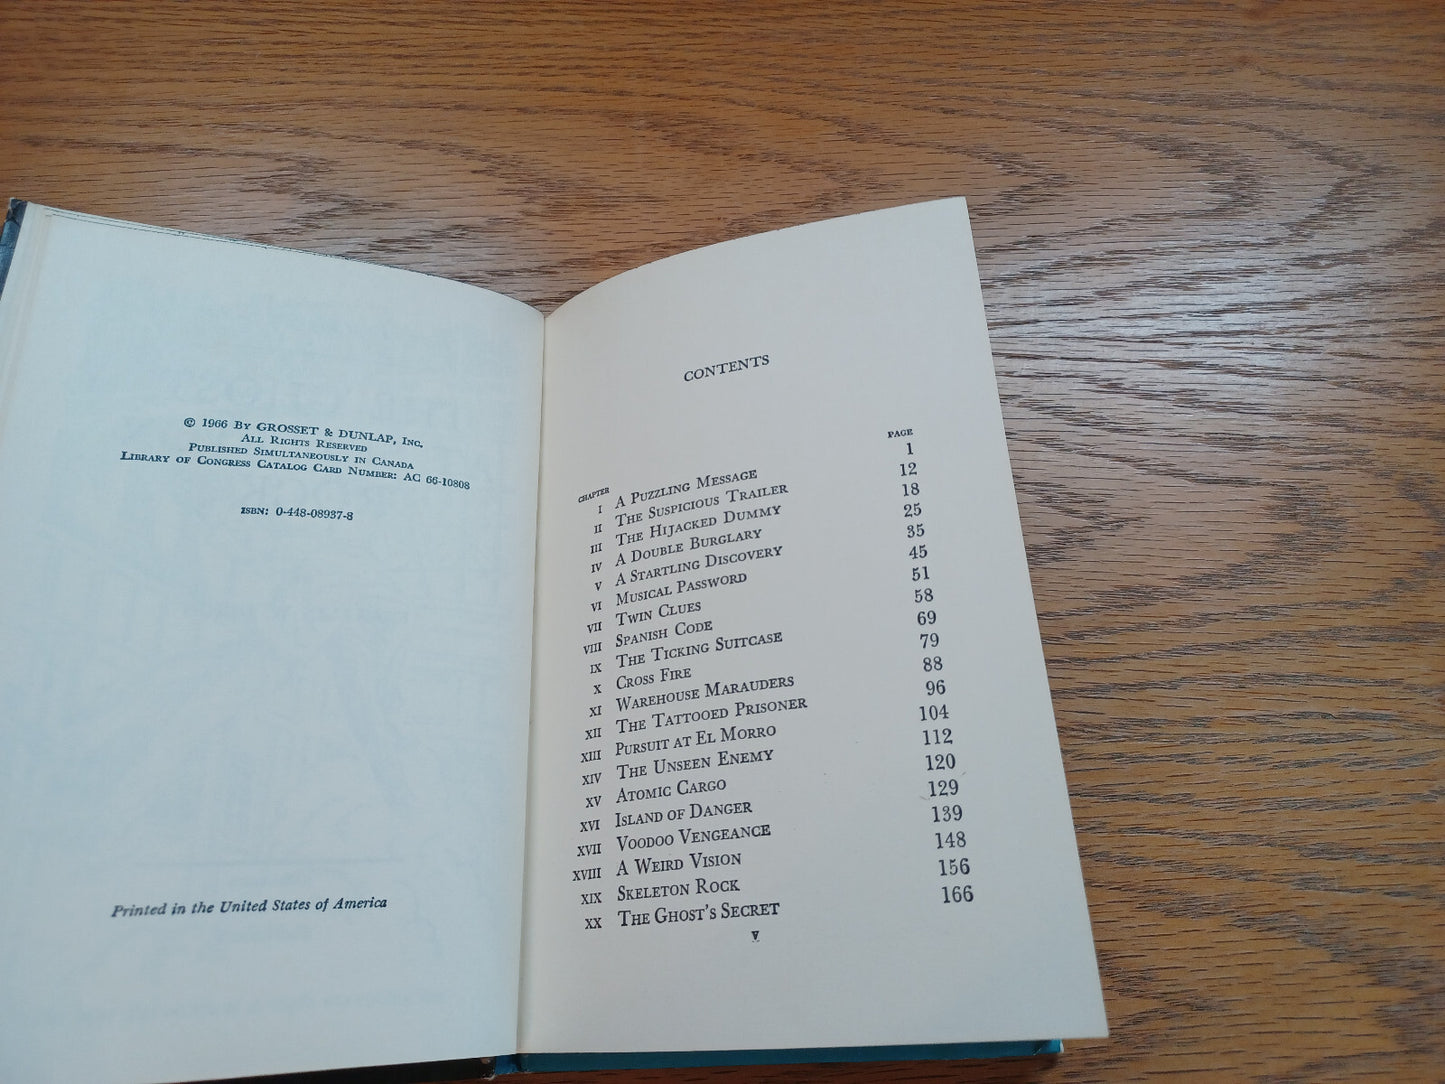 © 1966 By GROSSET & DUNLAP, Inc.
All Rights Reserved
Published Simultaneously in Canada
Library of Congress Catalog Card Number: AC 66-10808
ISBN: 0-448-08937-8
Printed in the United States of America
CONTENTS
CHAPTER PAGE
I A Puzzling Message 1
II The Suspicious Trailer 12
III The Hijacked Dummy 18
IV A Double Burglary 25
V A Startling Discovery 35
VI Musical Password 45
VII Twin Clues 51
VIII Spanish Code 58
IX The Ticking Suitcase 69
X Cross Fire 79
XI Warehouse Marauders 88
XII The Tattooed Prisoner 96
XIII Pursuit at El Morro 104
XIV The Unseen Enemy 112
XV Atomic Cargo 120
XVI Island of Danger 129
XVII Voodoo Vengeance 139
XVIII A Weird Vision 148
XIX Skeleton Rock 156
XX The Ghost's Secret 166
v